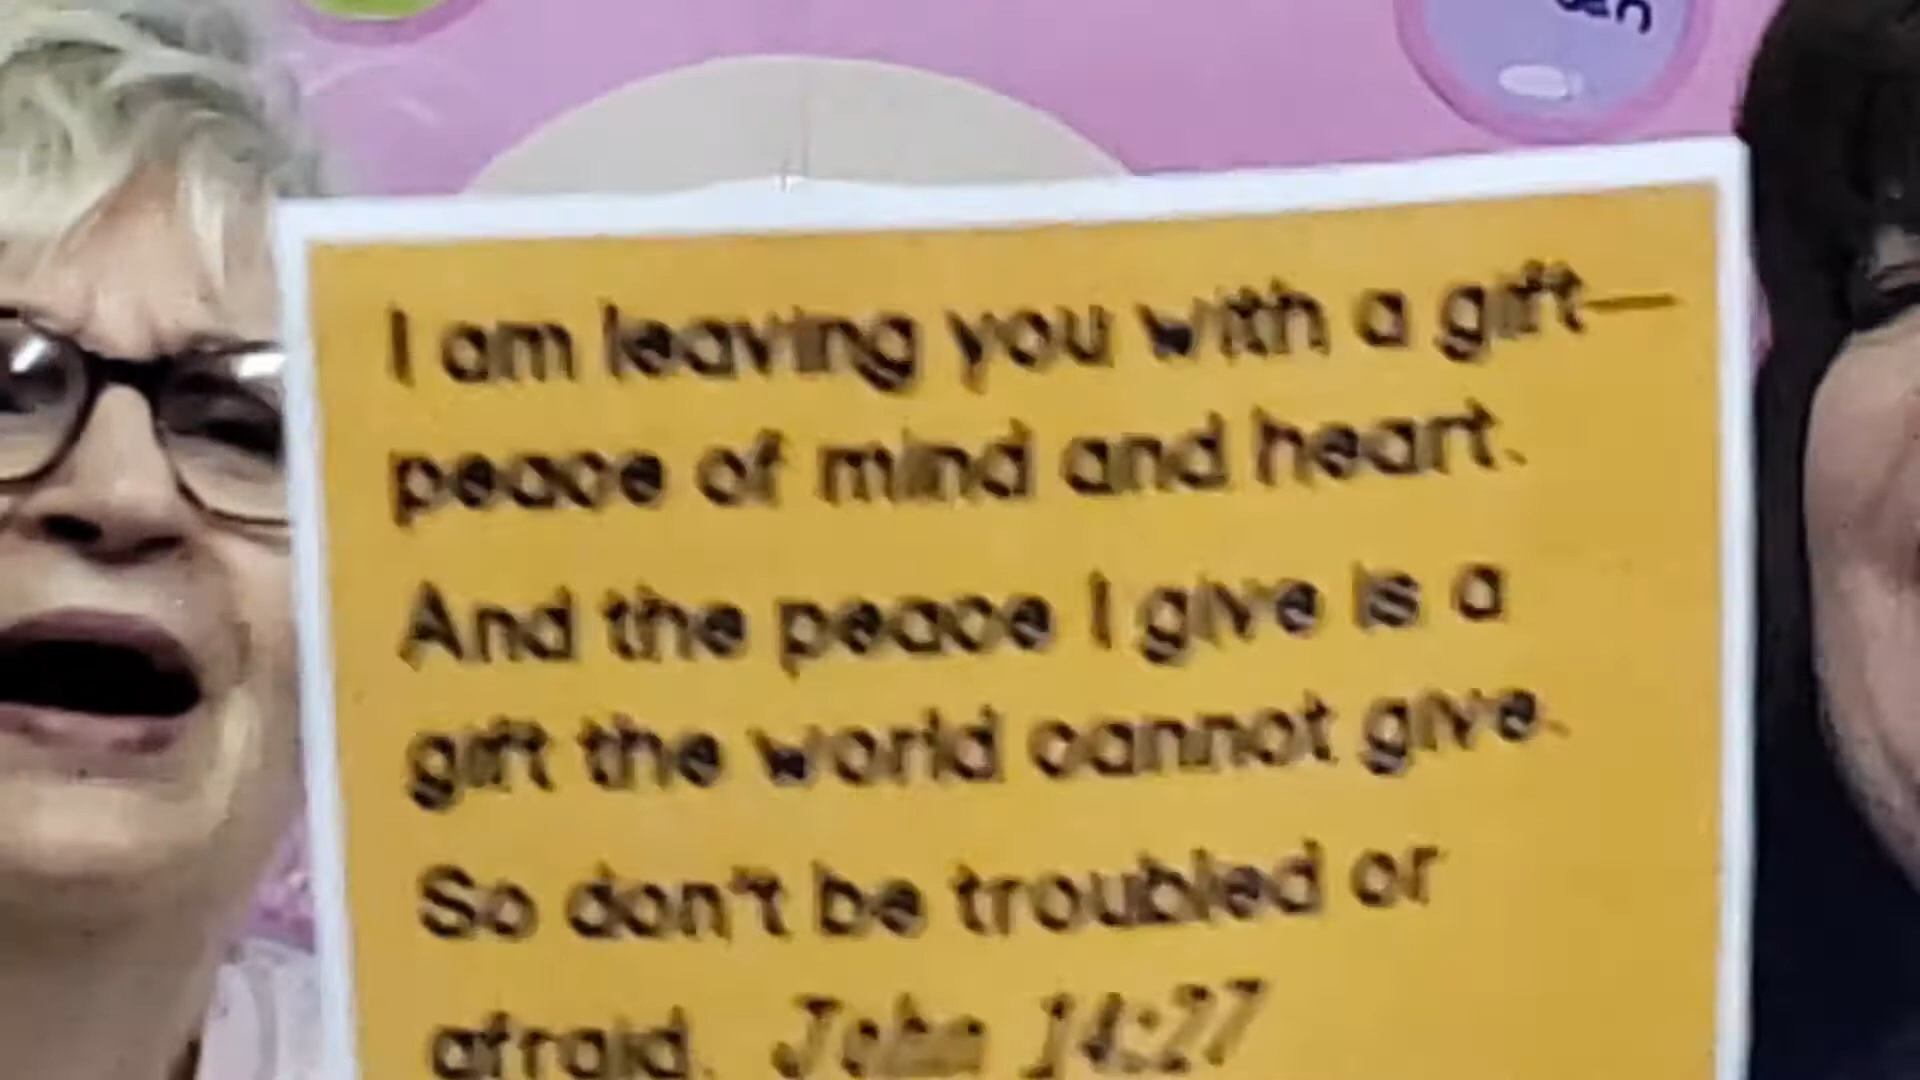 I am leaving you with a gift—
peace of mind and heart.
And the peace I give is a
gift the world cannot give.
So don't be troubled or
afraid. John 14:27